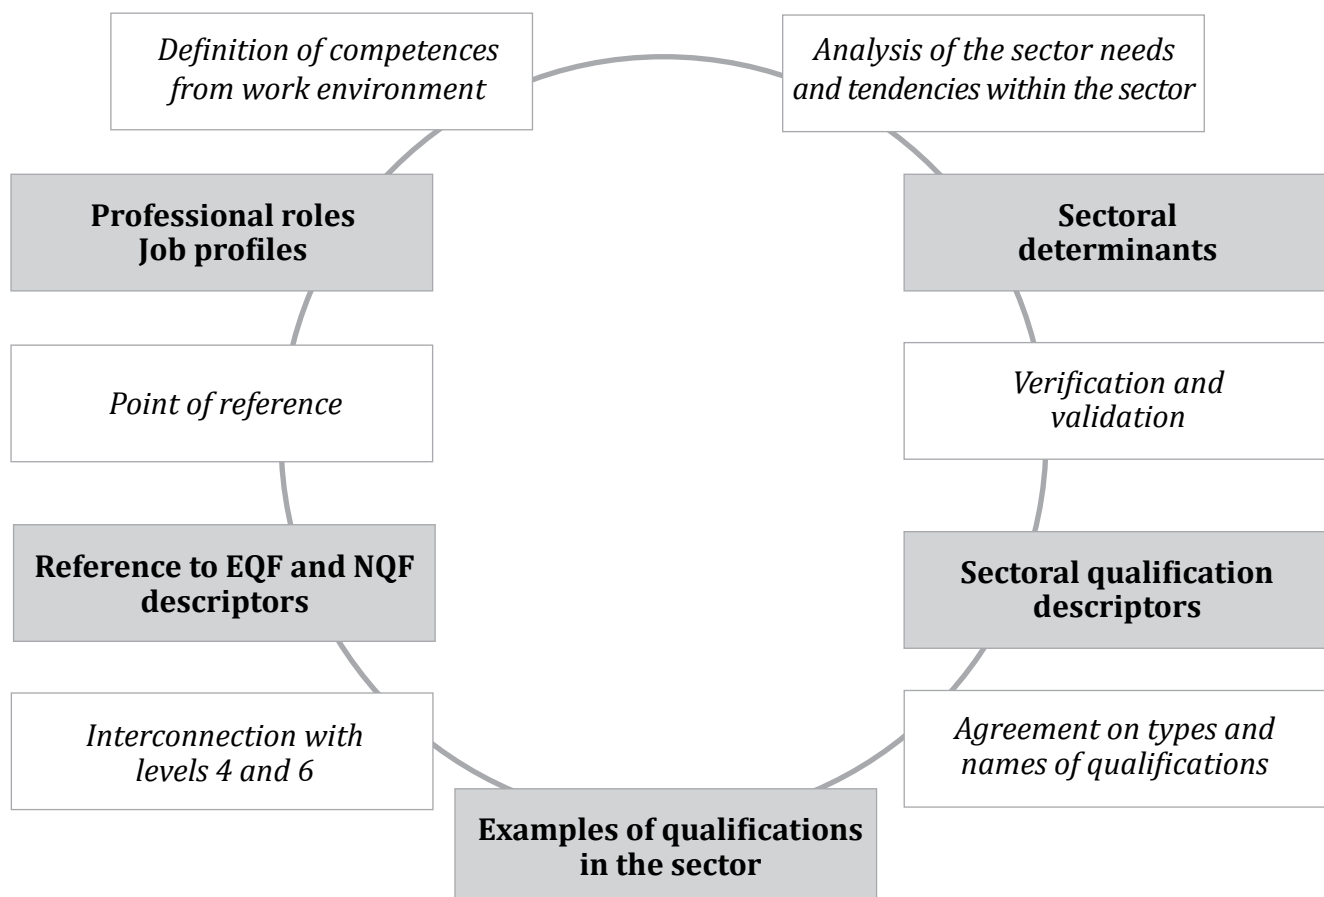 Definition of competences
from work environment
Analysis of the sector needs
and tendencies within the sector
Professional roles
Job profiles
Sectoral
determinants
Point of reference
Verification and
validation
Reference to EQF and NQF
descriptors
Sectoral qualification
descriptors
Interconnection with
levels 4 and 6
Agreement on types and
names of qualifications
Examples of qualifications
in the sector